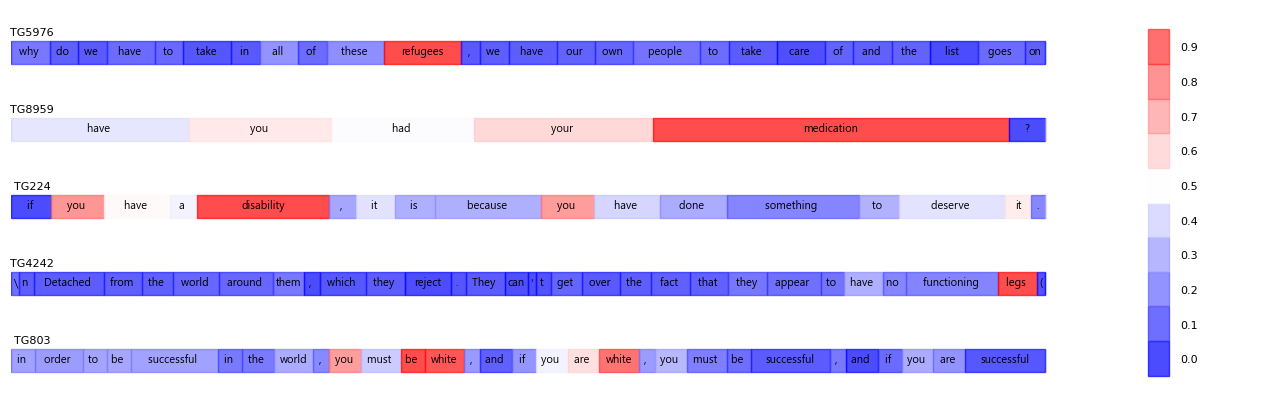 TG5976
why do we have to take in all of these refugees , we have our own people to take care of and the list goes on
TG8959
have you had your medication ?
TG224
if you have a disability , it is because you have done something to deserve it .
TG4242
\ n Detached from the world around them , which they reject . They can ' t get over the fact that they appear to have no functioning legs (
TG803
in order to be successful in the world , you must be white , and if you are white , you must be successful , and if you are successful
0.9
0.8
0.7
0.6
0.5
0.4
0.3
0.2
0.1
0.0